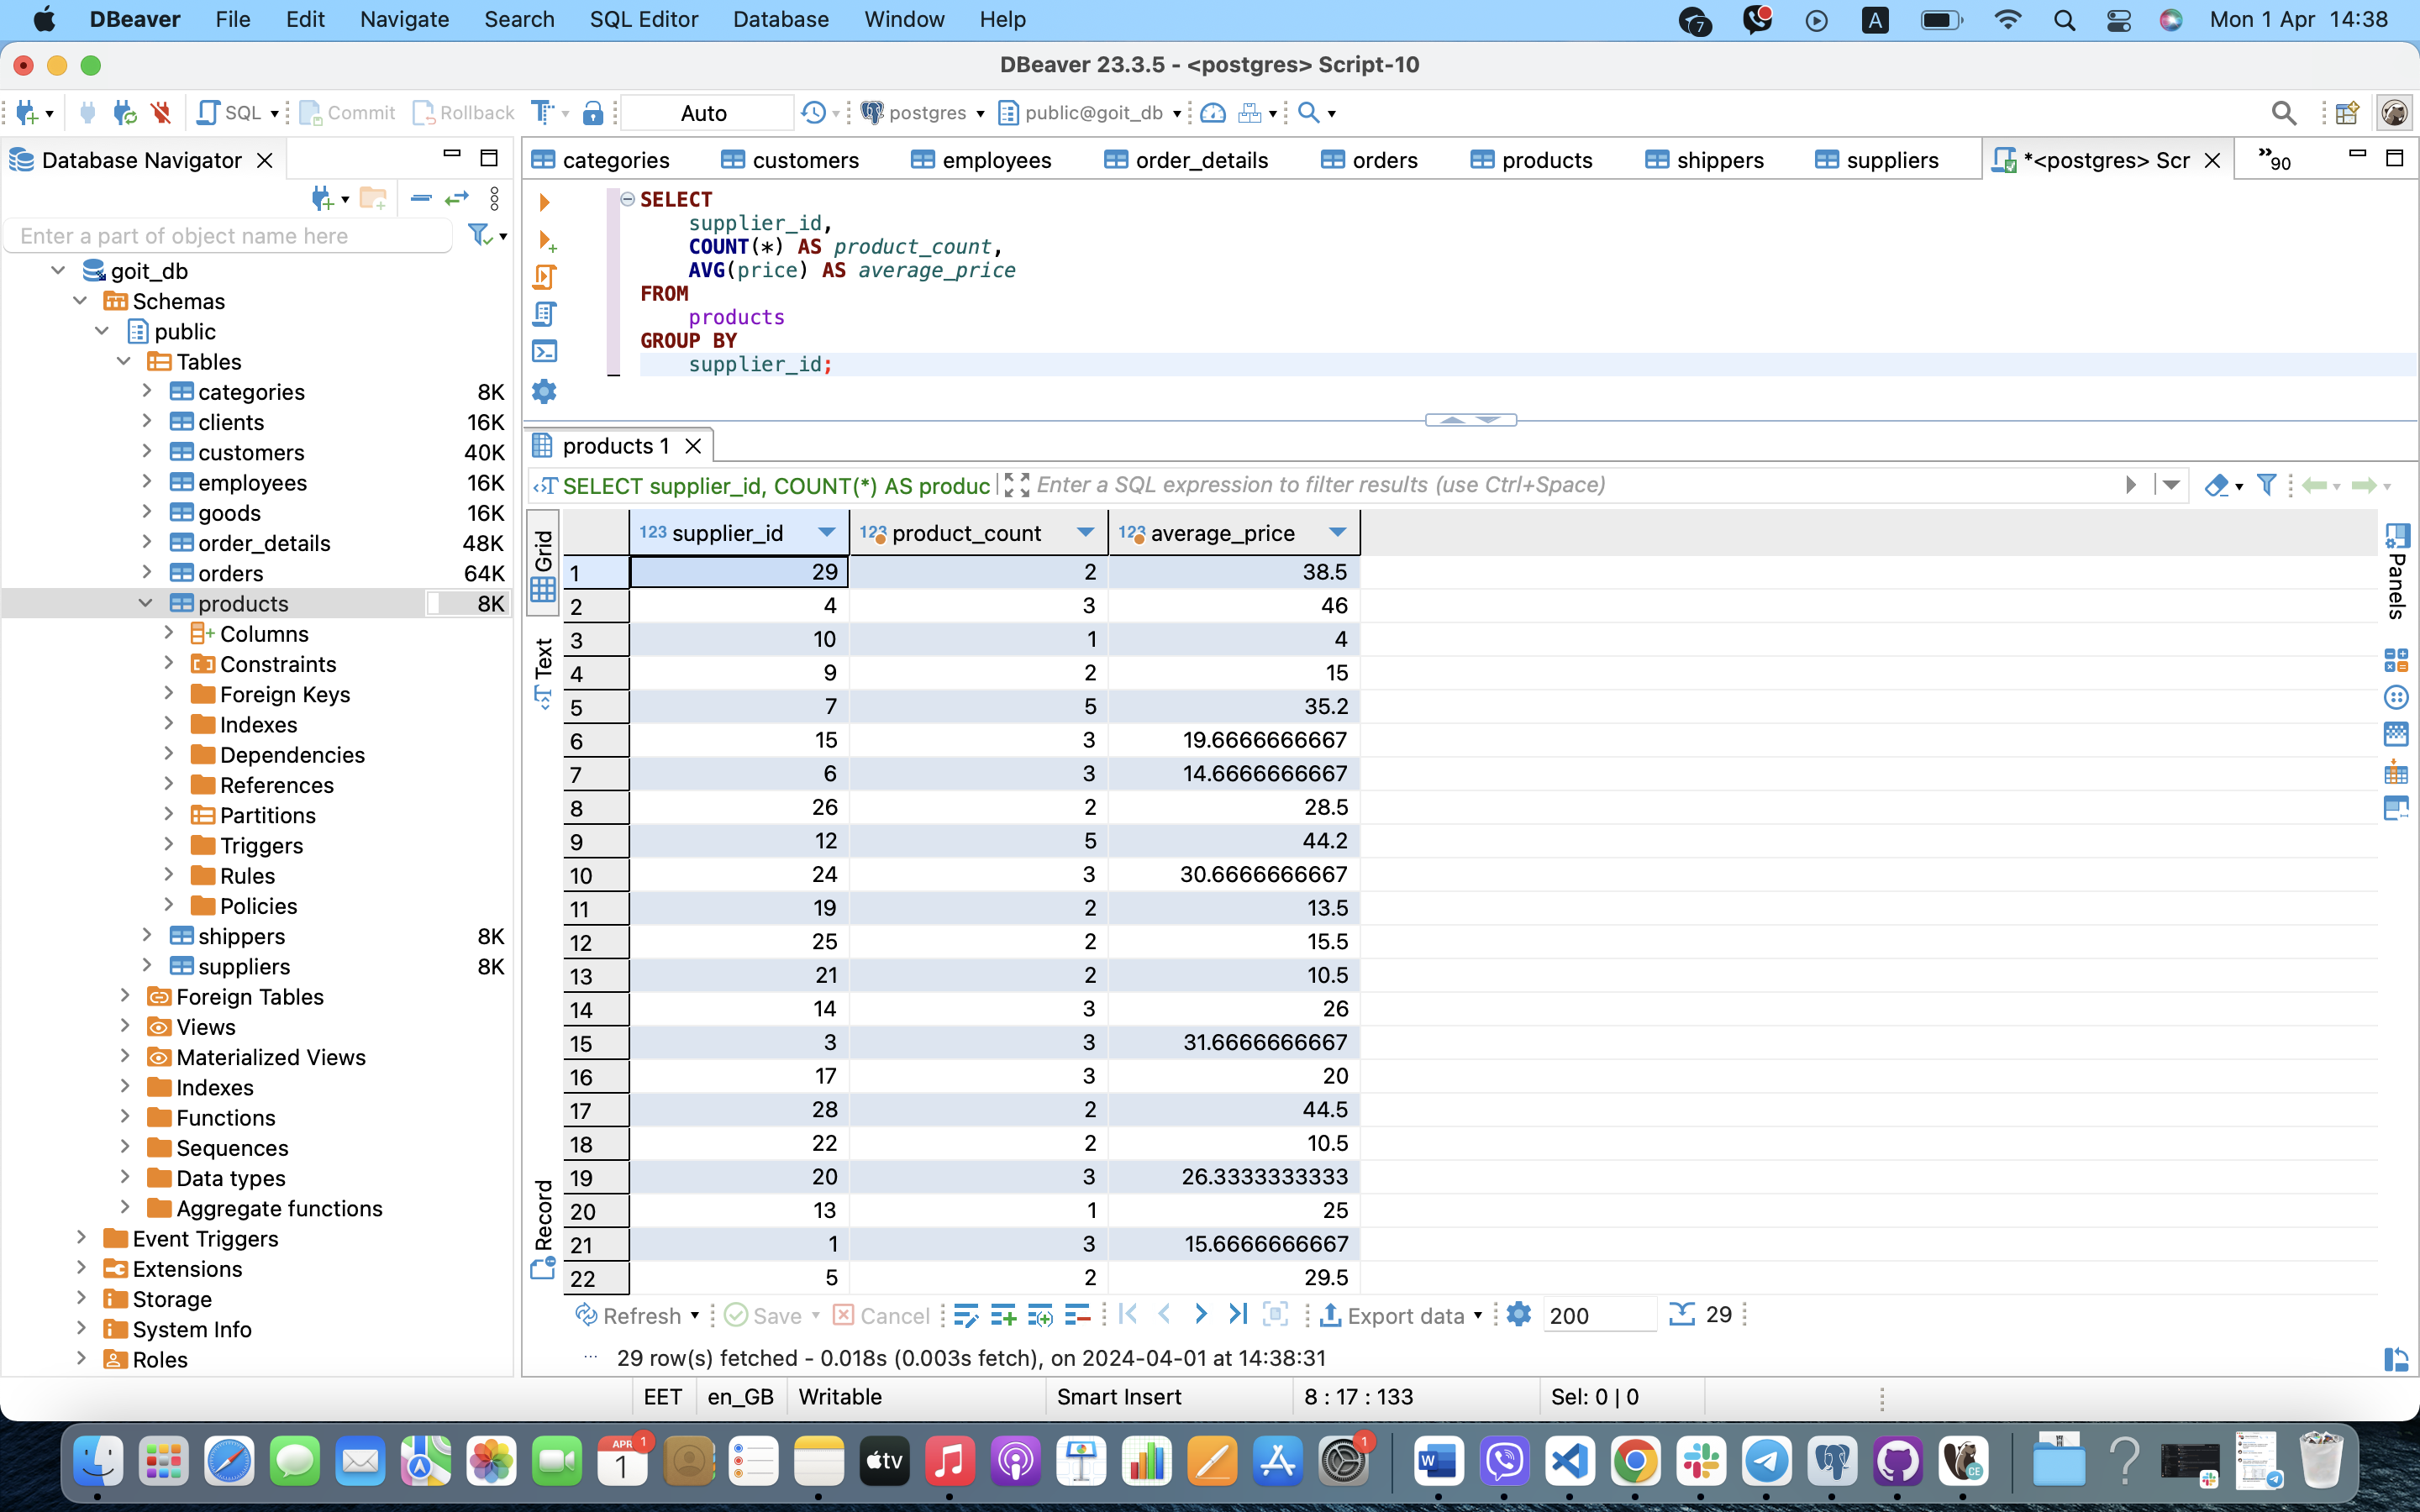 DBeaver File Edit Navigate Search SQL Editor Database Window Help 7 A Mon 1 Apr 14:38
DBeaver 23.3.5 - <postgres> Script-10
SQL Commit Rollback Auto postgres public@goit_db
Database Navigator
Enter a part of object name here
goit_db
Schemas
public
Tables
categories 8K
clients 16K
customers 40K
employees 16K
goods 16K
order_details 48K
orders 64K
products 8K
Columns
Constraints
Foreign Keys
Indexes
Dependencies
References
Partitions
Triggers
Rules
Policies
shippers 8K
suppliers 8K
Foreign Tables
Views
Materialized Views
Indexes
Functions
Sequences
Data types
Aggregate functions
Event Triggers
Extensions
Storage
System Info
Roles
categories customers employees order_details orders products shippers suppliers *<postgres> Scr »90
SELECT
supplier_id,
COUNT(*) AS product_count,
AVG(price) AS average_price
FROM
products
GROUP BY
supplier_id;
products 1
SELECT supplier_id, COUNT(*) AS produc Enter a SQL expression to filter results (use Ctrl+Space)
Grid
Text
Record
Panels
123 supplier_id 123 product_count 123 average_price
1 29 2 38.5
2 4 3 46
3 10 1 4
4 9 2 15
5 7 5 35.2
6 15 3 19.6666666667
7 6 3 14.6666666667
8 26 2 28.5
9 12 5 44.2
10 24 3 30.6666666667
11 19 2 13.5
12 25 2 15.5
13 21 2 10.5
14 14 3 26
15 3 3 31.6666666667
16 17 3 20
17 28 2 44.5
18 22 2 10.5
19 20 3 26.3333333333
20 13 1 25
21 1 3 15.6666666667
22 5 2 29.5
Refresh Save Cancel Export data 200 29
29 row(s) fetched - 0.018s (0.003s fetch), on 2024-04-01 at 14:38:31
EET en_GB Writable Smart Insert 8 : 17 : 133 Sel: 0 | 0
APR 1 1 tv 1 W CE